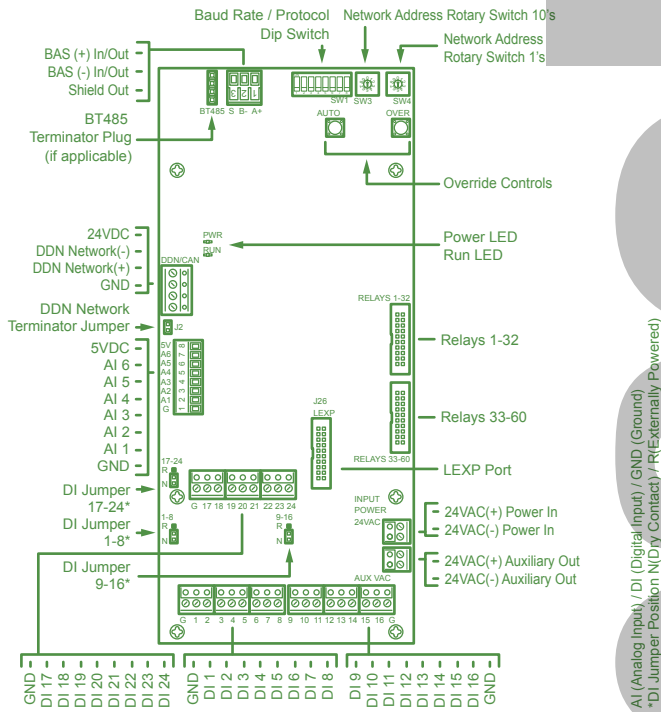 Baud Rate / Protocol
Dip Switch
Network Address Rotary Switch 10's
Network Address
Rotary Switch 1's
BAS (+) In/Out
BAS (-) In/Out
Shield Out
BT485
Terminator Plug
(if applicable)
BT485
3 2 1
S B- A+
SW1
SW3
SW4
AUTO
OVER
Override Controls
24VDC
DDN Network(-)
DDN Network(+)
GND
PWR
RUN
Power LED
Run LED
DDN/CAN
DDN Network
Terminator Jumper
J2
5VDC
AI 6
AI 5
AI 4
AI 3
AI 2
AI 1
GND
5V 8
A6 7
A5 6
A4 5
A3 4
A2 3
A1 2
G 1
RELAYS 1-32
Relays 1-32
Relays 33-60
RELAYS 33-60
J26
LEXP
LEXP Port
17-24
R
N
DI Jumper
17-24*
1-8
R
N
DI Jumper
1-8*
9-16
R
N
DI Jumper
9-16*
G 17 18 19 20 21 22 23 24
INPUT
POWER
24VAC
24VAC(+) Power In
24VAC(-) Power In
24VAC(+) Auxiliary Out
24VAC(-) Auxiliary Out
AUX VAC
G 1 2 3 4 5 6 7 8 9 10 11 12 13 14 15 16 G
GND
DI 17
DI 18
DI 19
DI 20
DI 21
DI 22
DI 23
DI 24
GND
DI 1
DI 2
DI 3
DI 4
DI 5
DI 6
DI 7
DI 8
DI 9
DI 10
DI 11
DI 12
DI 13
DI 14
DI 15
DI 16
GND
AI (Analog Input) / DI (Digital Input) / GND (Ground)
*DI Jumper Position N(Dry Contact) / R(Externally Powered)